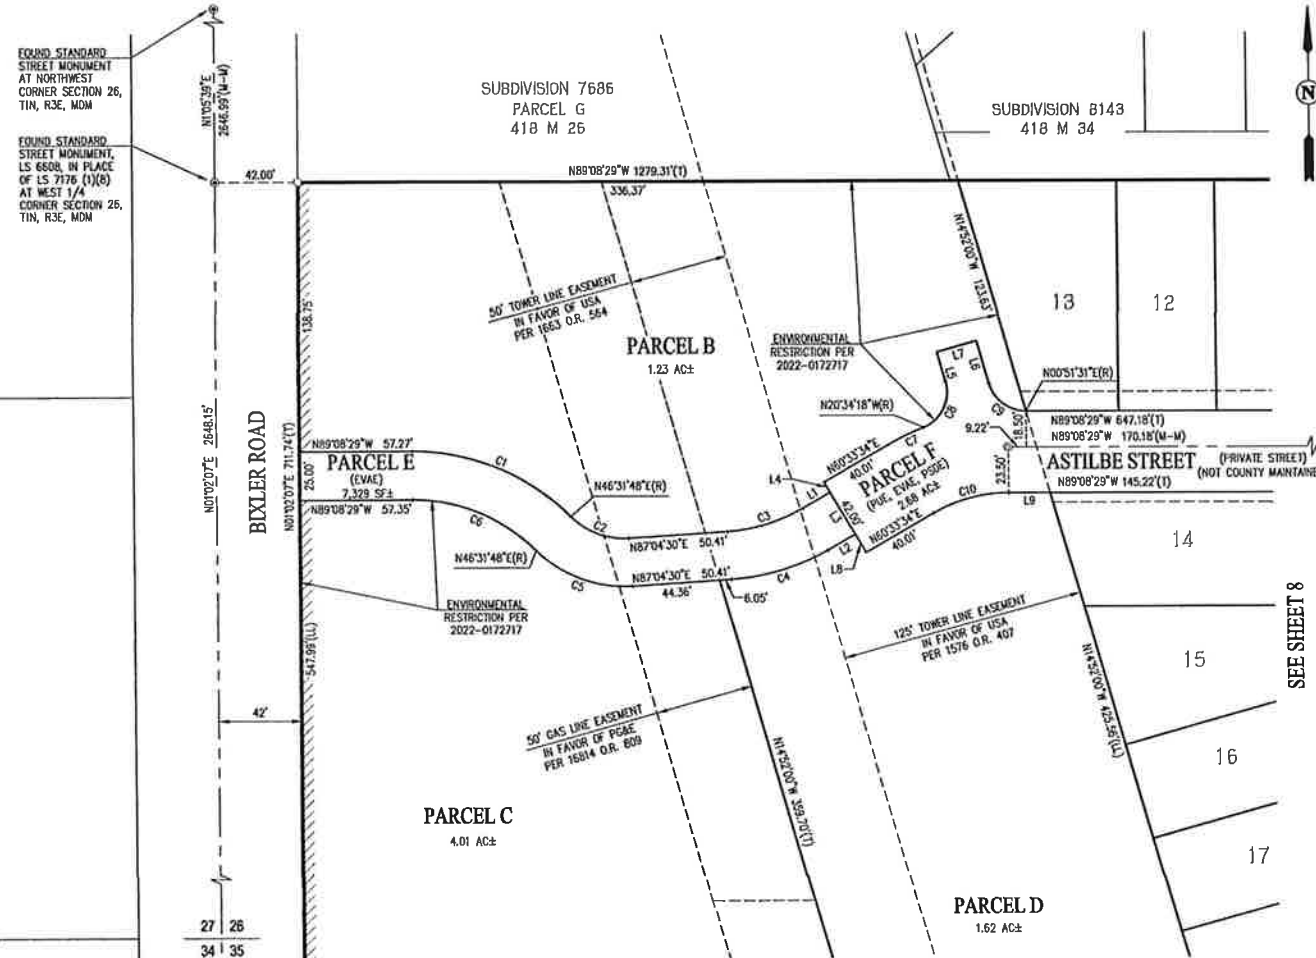 FOUND STANDARD
STREET MONUMENT
AT NORTHWEST
CORNER SECTION 26,
T1N, R3E, MDM
FOUND STANDARD
STREET MONUMENT,
LS 6608, IN PLACE
OF LS 7176 (1)(8)
AT WEST 1/4
CORNER SECTION 26,
T1N, R3E, MDM
N1°05'39"E
2646.99'(M-M)
42.00'
SUBDIVISION 7686
PARCEL G
418 M 26
SUBDIVISION 8143
418 M 34
N
N89°08'29"W 1279.31'(T)
336.37'
N14°52'00"W 123.63'
138.75'
50' TOWER LINE EASEMENT
IN FAVOR OF USA
PER 1663 O.R. 564
PARCEL B
1.23 AC±
ENVIRONMENTAL
RESTRICTION PER
2022-0172717
13
12
L7
L5
L6
N00°51'31"E(R)
N20°34'18"W(R)
C8
C9
9.22'
18.50'
N89°08'29"W 647.18'(T)
N89°08'29"W 170.18'(M-M)
N01°02'07"E 2648.15'
BIXLER ROAD
N01°02'07"E 711.74'(T)
N89°08'29"W 57.27'
C1
PARCEL E
(EVAE)
7,329 SF±
25.00'
N89°08'29"W 57.35'
C6
N46°31'48"E(R)
C2
N46°31'48"E(R)
C5
N87°04'30"E 50.41'
C3
N87°04'30"E 50.41'
44.36'
6.05'
C4
L4
L1
L3
42.00'
L2
L8
N60°33'34"E
40.01'
C7
PARCEL F
(PUE, EVAE, PSDE)
2.68 AC±
N60°33'34"E
40.01'
C10
23.50'
L9
ASTILBE STREET
(PRIVATE STREET)
(NOT COUNTY MAINTAINE
N89°08'29"W 145.22'(T)
14
ENVIRONMENTAL
RESTRICTION PER
2022-0172717
125' TOWER LINE EASEMENT
IN FAVOR OF USA
PER 1576 O.R. 407
547.99'(LL)
15
SEE SHEET 8
N14°52'00"W 425.56'(LL)
42'
50' GAS LINE EASEMENT
IN FAVOR OF PG&E
PER 16814 O.R. 609
N14°52'00"W 359.70'(T)
16
PARCEL C
4.01 AC±
17
PARCEL D
1.62 AC±
27 26
34 35